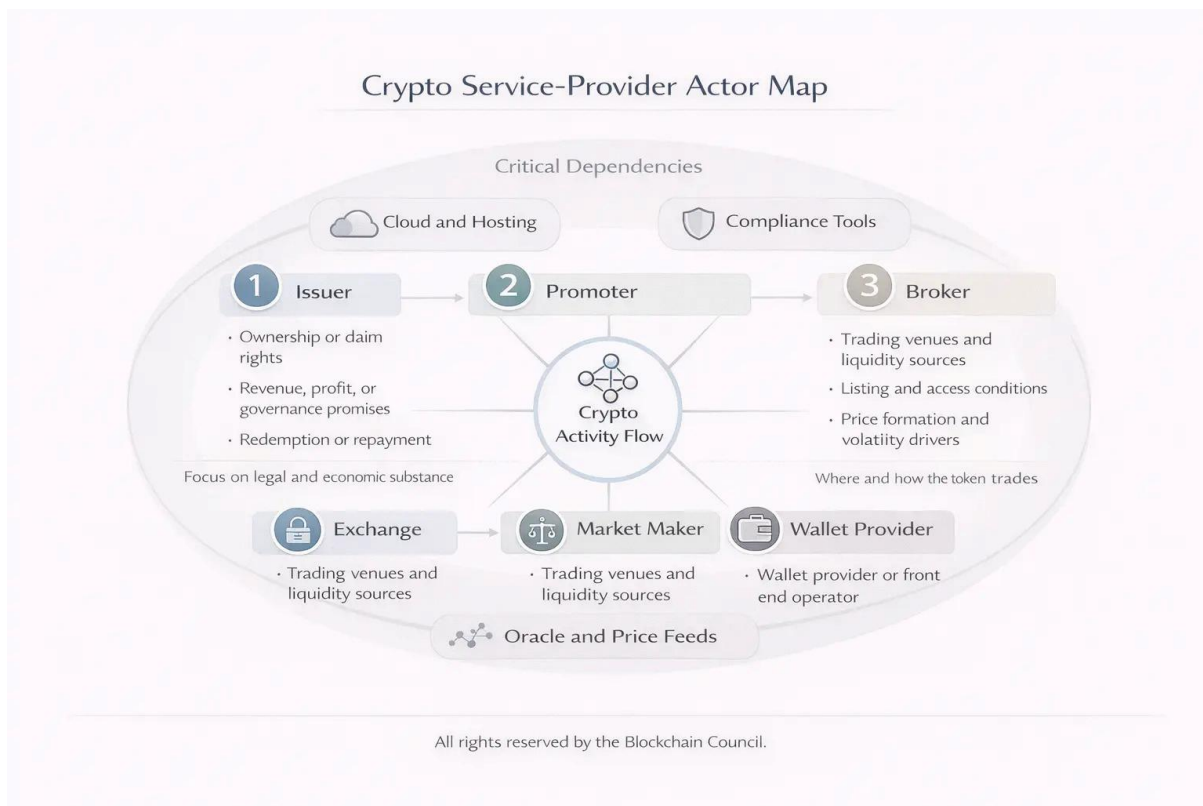 Crypto Service-Provider Actor Map
Critical Dependencies
Cloud and Hosting
Compliance Tools
1 Issuer
2 Promoter
3 Broker
· Ownership or daim
rights
· Revenue, profit, or
governance promises
· Redemption or repayment
Focus on legal and economic substance
Crypto
Activity Flow
· Trading venues and
liquidity sources
· Listing and access conditions
· Price formation and
volatiity drivers
Where and how the token trades
Exchange
Market Maker
Wallet Provider
· Trading venues and
liquidity sources
· Trading venues and
liquidity sources
· Wallet provider or front
end operator
Oracle and Price Feeds
All rights reserved by the Blockchain Council.